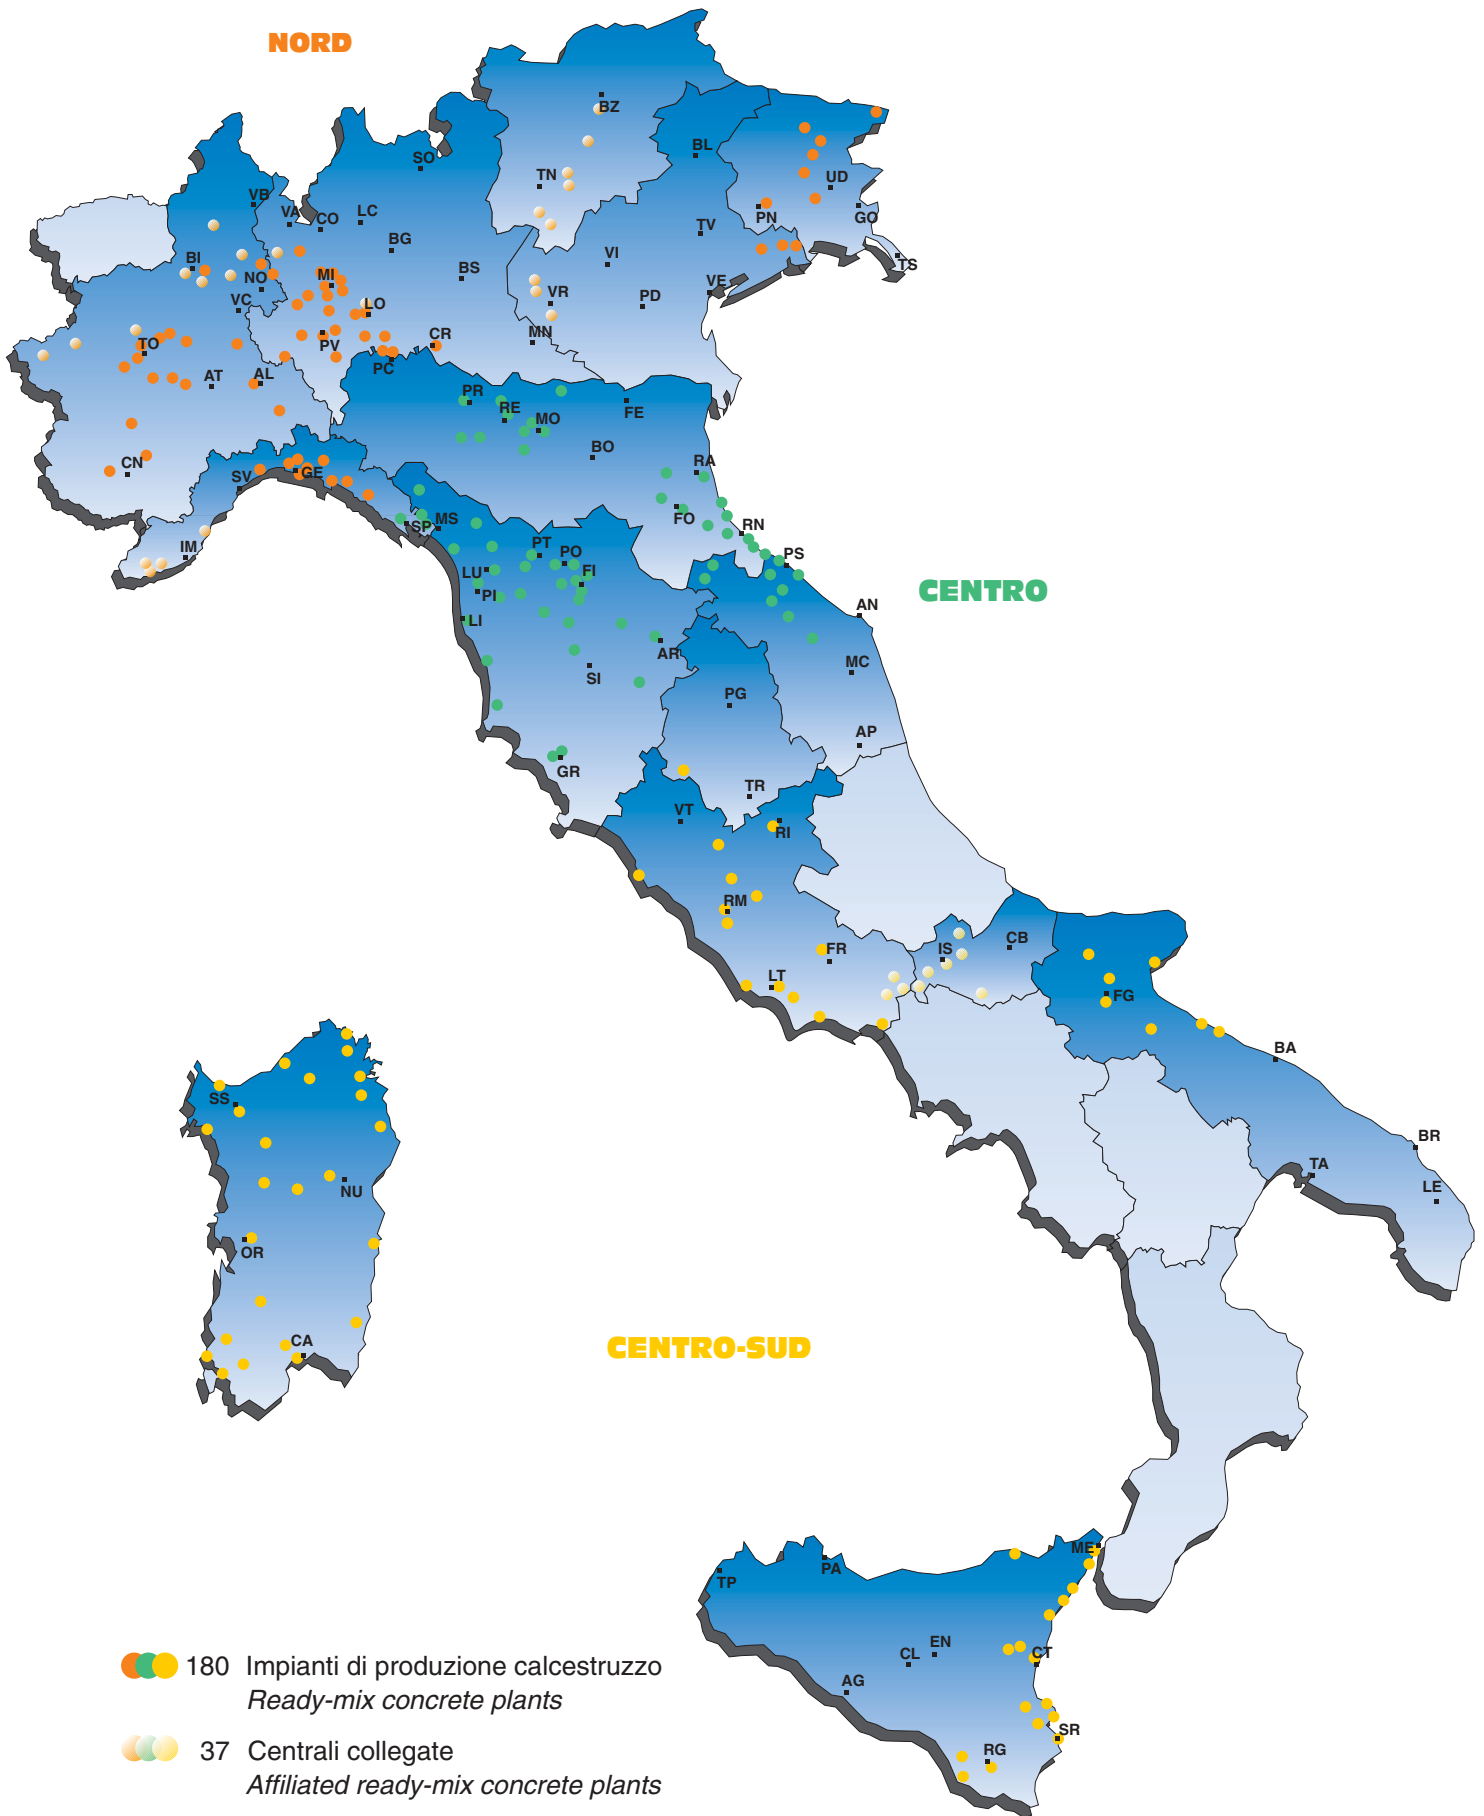 NORD
BZ
SO
BL
TN
UD
VB
VA
CO
LC
PN
GO
TV
BG
VI
TS
BI
BS
NO
MI
VE
VC
LO
VR
PD
TO
PV
CR
MN
PC
AT
AL
PR
RE
MO
FE
BO
CN
SV
GE
RA
SP
MS
FO
RN
IM
PT
PO
PS
LU
FI
PI
CENTRO
LI
AN
AR
MC
SI
PG
AP
GR
TR
VT
RI
RM
FR
IS
CB
LT
FG
BA
SS
BR
TA
NU
LE
OR
CA
CENTRO-SUD
ME
PA
TP
EN
CL
CT
AG
SR
RG
180 Impianti di produzione calcestruzzo
Ready-mix concrete plants
37 Centrali collegate
Affiliated ready-mix concrete plants